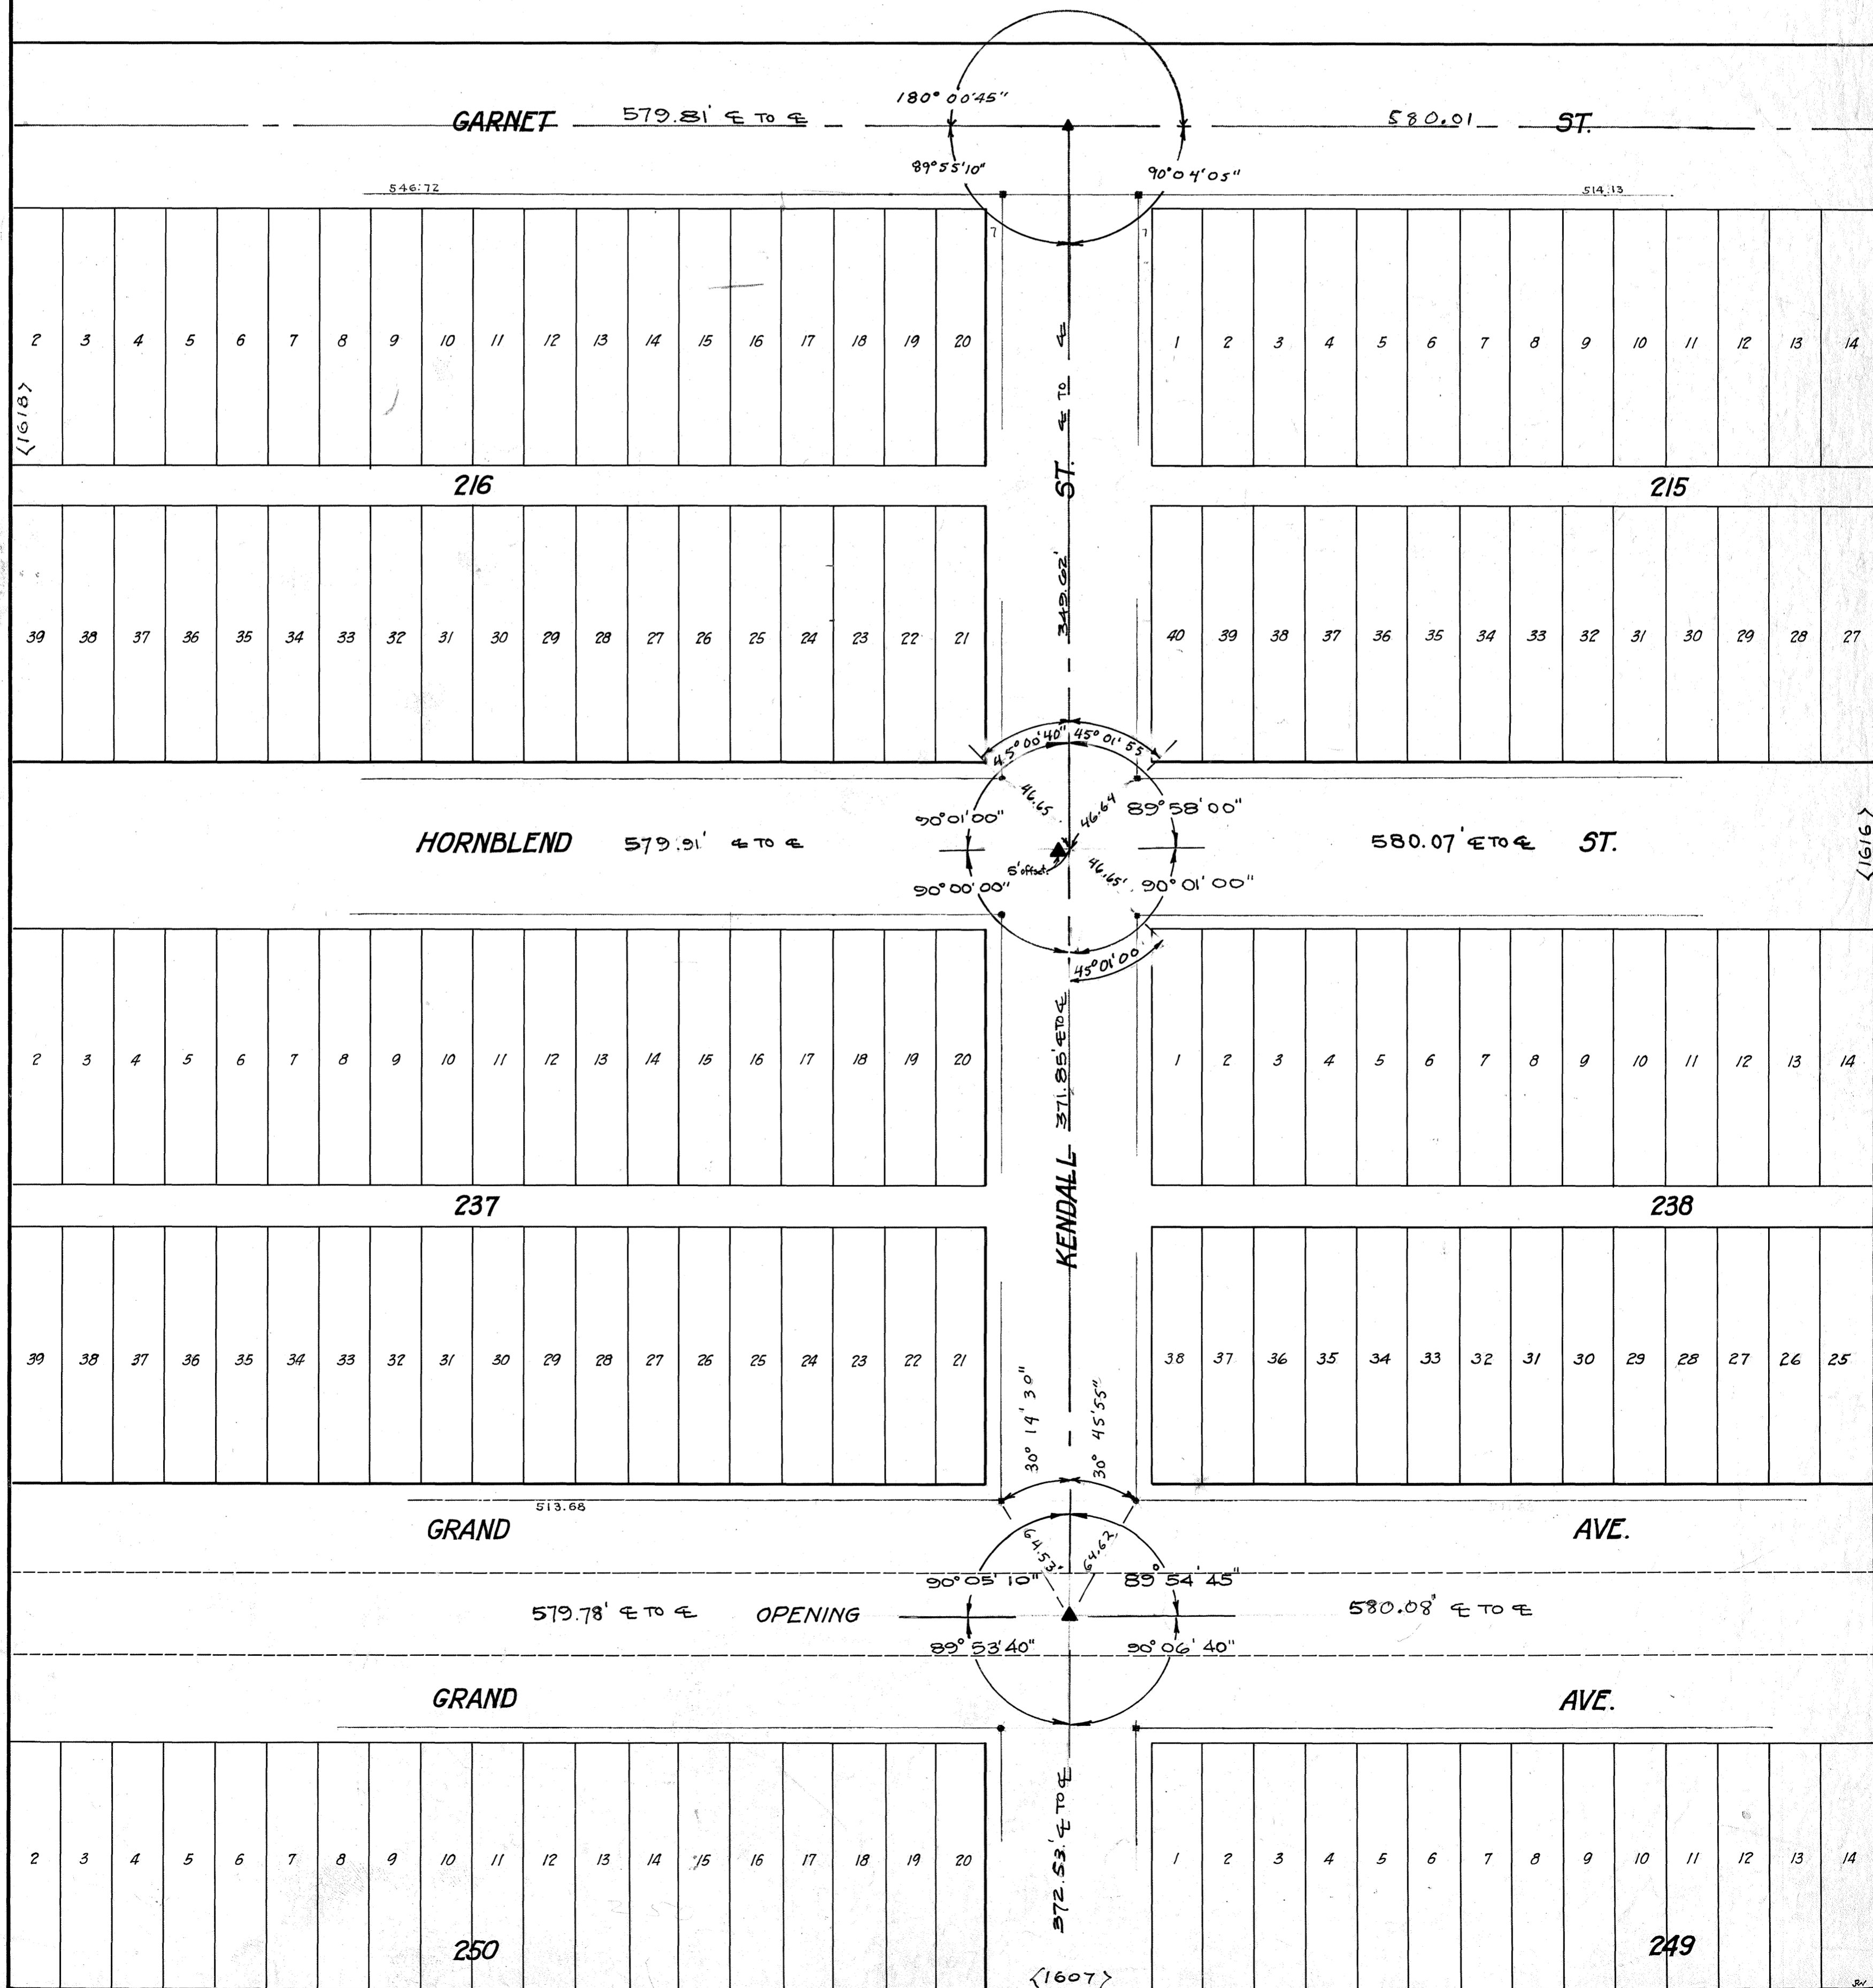 180° 00'45"
GARNET 579.81' ℄ TO ℄ 580.01 ST.
89°55'10" 90°04'05"
546.72 514.13
7 7
2 3 4 5 6 7 8 9 10 11 12 13 14 15 16 17 18 19 20 1 2 3 4 5 6 7 8 9 10 11 12 13 14
<1618>
216 215
ST. ℄ TO ℄
349.62'
39 38 37 36 35 34 33 32 31 30 29 28 27 26 25 24 23 22 21 40 39 38 37 36 35 34 33 32 31 30 29 28 27
45°00'40" 45°01'55
46.65 46.64
90°01'00" 89°58'00"
HORNBLEND 579.91' ℄ TO ℄ 580.07' ℄ TO ℄ ST.
<1616>
5' offset
46.65'
90°00'00" 90°01'00"
45°01'00
2 3 4 5 6 7 8 9 10 11 12 13 14 15 16 17 18 19 20 1 2 3 4 5 6 7 8 9 10 11 12 13 14
KENDALL 371.85' ℄ TO ℄
237 238
39 38 37 36 35 34 33 32 31 30 29 28 27 26 25 24 23 22 21 38 37 36 35 34 33 32 31 30 29 28 27 26 25
30° 14' 30" 30° 45' 55"
513.68
GRAND AVE.
64.53' 64.62
90°05'10" 89°54'45"
579.78' ℄ TO ℄ OPENING 580.08' ℄ TO ℄
89°53'40" 90°06'40"
GRAND AVE.
372.53' ℄ TO ℄
2 3 4 5 6 7 8 9 10 11 12 13 14 15 16 17 18 19 20 1 2 3 4 5 6 7 8 9 10 11 12 13 14
250 249
<1607>